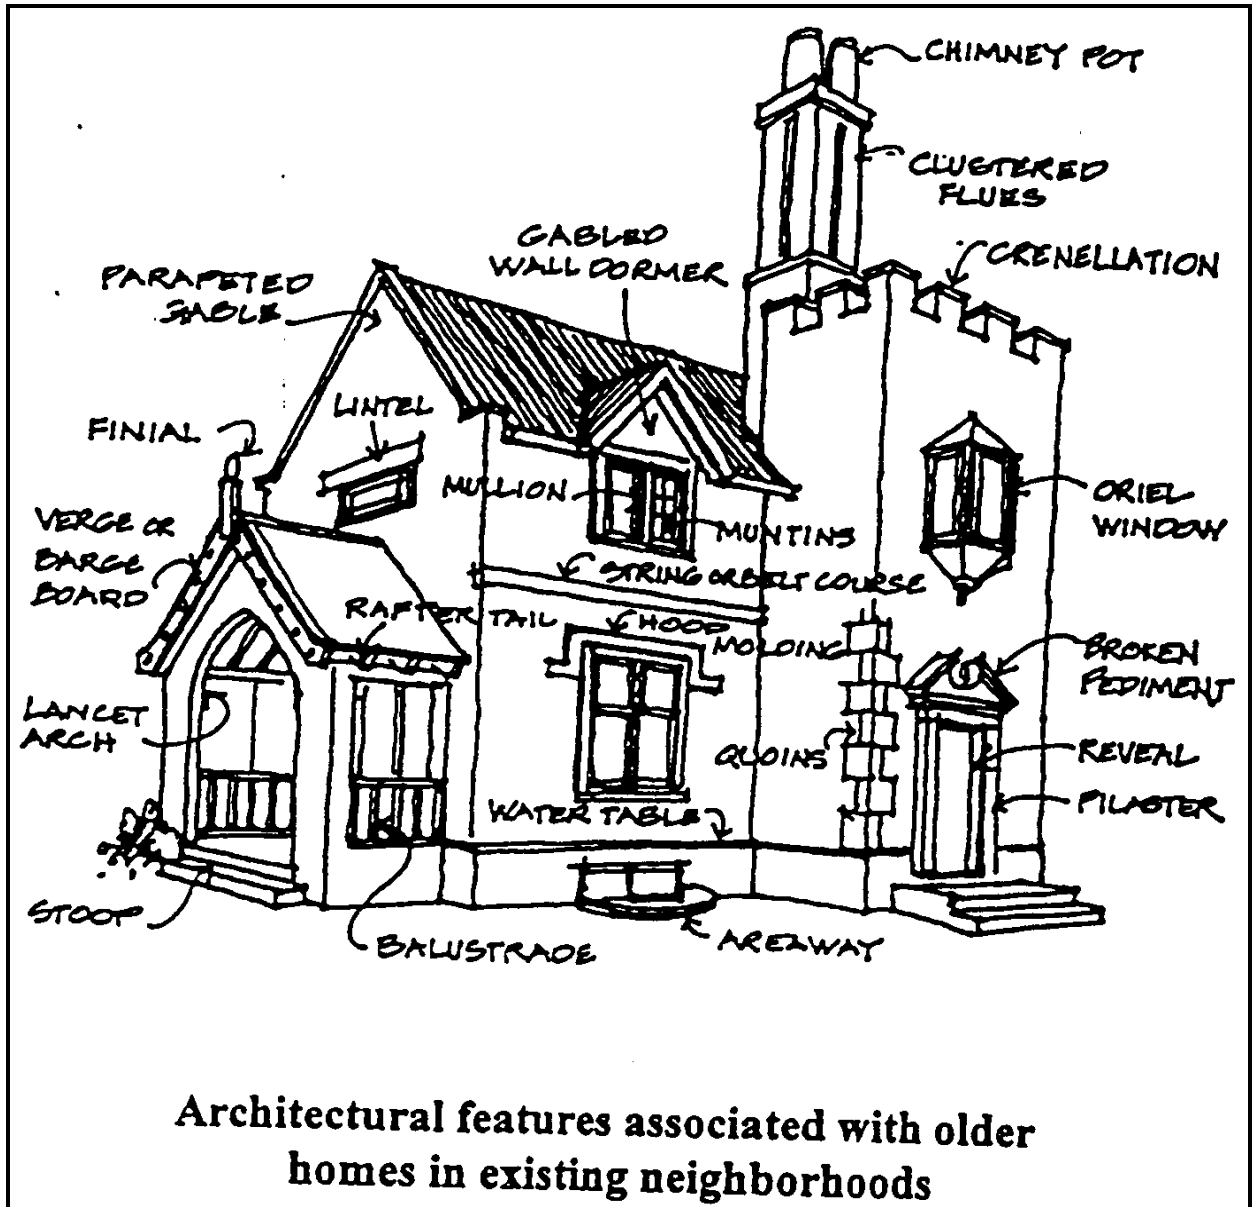 CHIMNEY POT
CLUSTERED
FLUES
GABLED
WALL DORMER
CRENELLATION
PARAPETED
GABLE
LINTEL
FINIAL
MULLION
MUNTINS
ORIEL
WINDOW
VERGE OR
BARGE
BOARD
STRING OR BELT COURSE
RAFTER TAIL
HOOD
MOLDING
BROKEN
PEDIMENT
LANCET
ARCH
QUOINS
REVEAL
WATER TABLE
PILASTER
STOOP
BALUSTRADE
AREAWAY
Architectural features associated with older
homes in existing neighborhoods